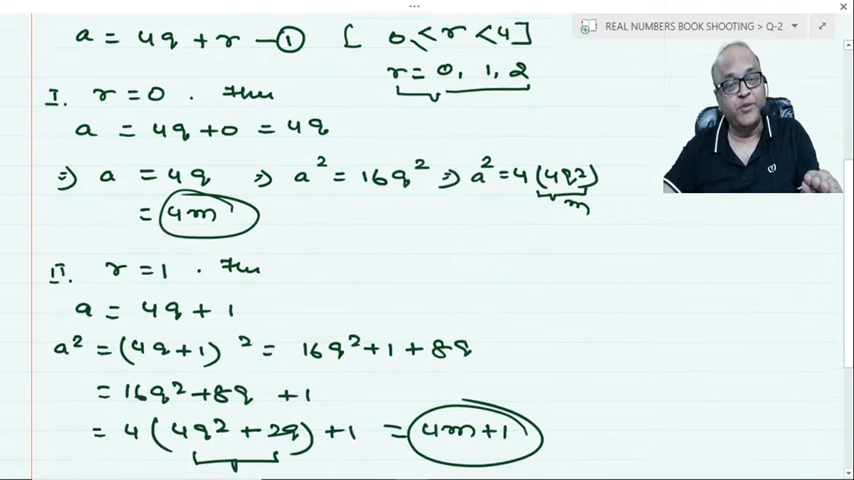 REAL NUMBERS BOOK SHOOTING > Q-2
a = 4q + r —① [ 0 ≤ r < 4 ]
r = 0, 1, 2
I. r = 0 . Then
a = 4q + 0 = 4q
⇒ a = 4q ⇒ a² = 16q² ⇒ a² = 4 (4q2)
= 4m m
II. r = 1 . Then
a = 4q + 1
a² = (4q + 1) ² = 16q² + 1 + 8q
= 16q² + 8q + 1
= 4 ( 4q² + 2q ) + 1 = 4m + 1